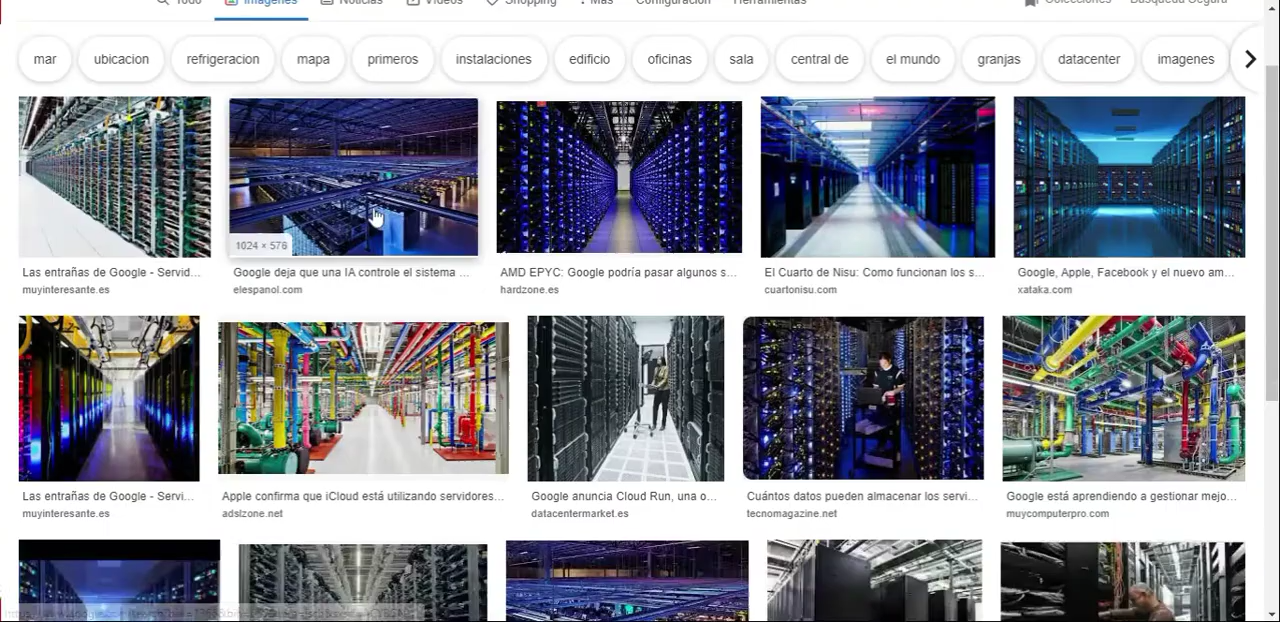 Todo Imágenes Noticias Vídeos Shopping Más Configuración Herramientas Colecciones Búsqueda Segura
mar ubicacion refrigeracion mapa primeros instalaciones edificio oficinas sala central de el mundo granjas datacenter imagenes
1024 × 576
Las entrañas de Google - Servid... Google deja que una IA controle el sistema ... AMD EPYC: Google podría pasar algunos s... El Cuarto de Nisu: Como funcionan los s... Google, Apple, Facebook y el nuevo am...
muyinteresante.es elespanol.com hardzone.es cuartonisu.com xataka.com
Las entrañas de Google - Servi... Apple confirma que iCloud está utilizando servidores... Google anuncia Cloud Run, una o... Cuántos datos pueden almacenar los servi... Google está aprendiendo a gestionar mejo...
muyinteresante.es adslzone.net datacentermarket.es tecnomagazine.net muycomputerpro.com